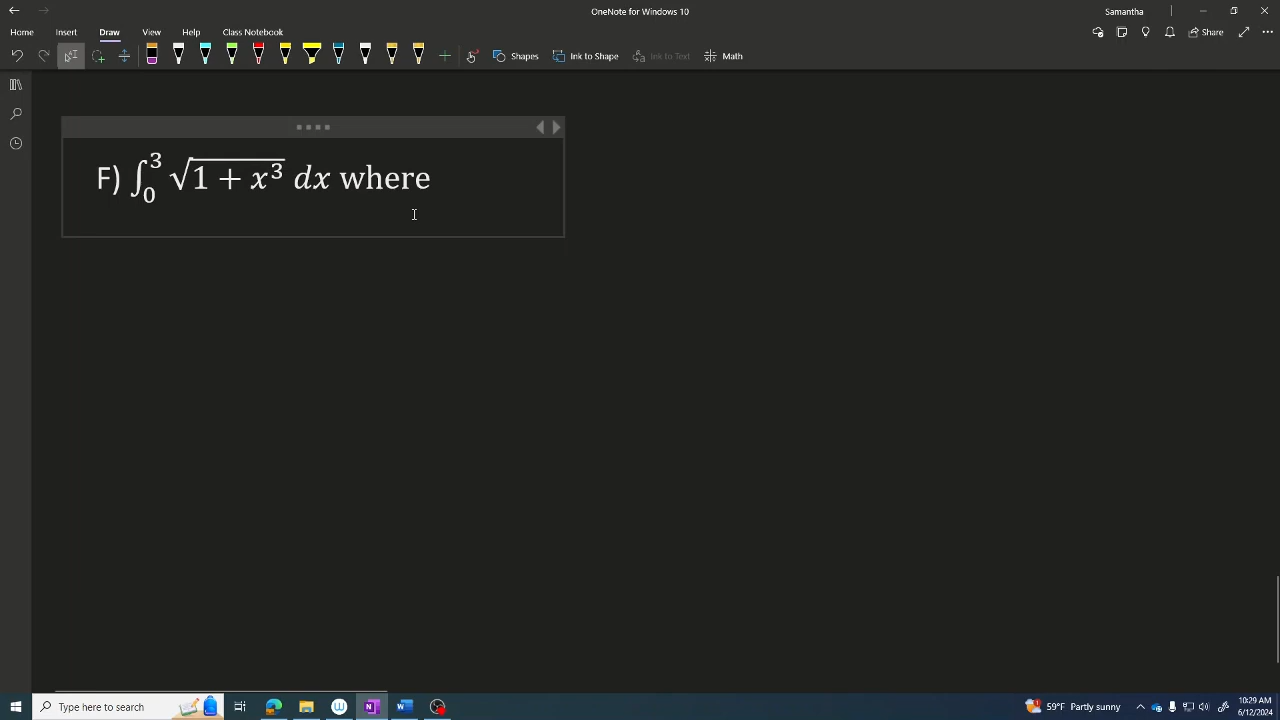 OneNote for Windows 10
Samantha
Home Insert Draw View Help Class Notebook
Share
Shapes Ink to Shape Ink to Text Math
F) ∫₀³ √(1 + x³) dx where
Type here to search
59°F Partly sunny
10:29 AM
6/12/2024